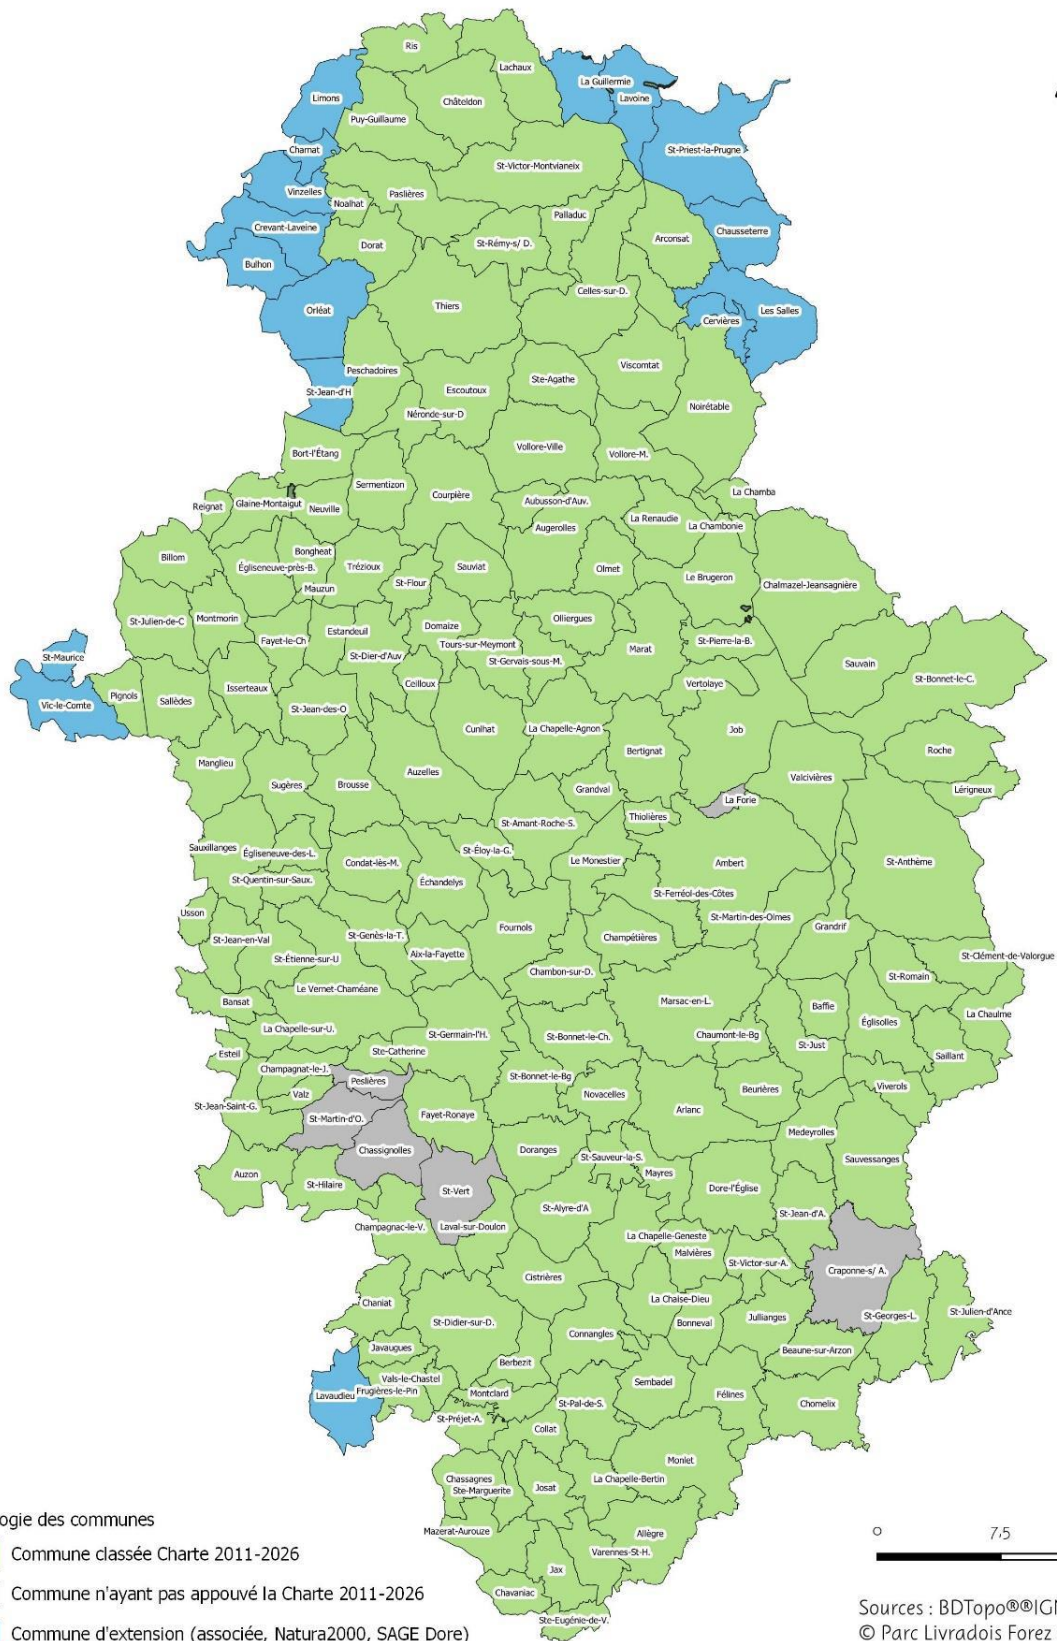 Ris
Lachaux
La Guillermie
Limons
Châteldon
Lavoine
Puy-Guillaume
Charnat
St-Priest-la-Prugne
St-Victor-Montvianeix
Vinzelles
Paslières
Noalhat
Palladuc
Crevant-Laveine
Chausseterre
Dorat
St-Rémy-s/ D.
Arconsat
Bulhon
Celles-sur-D.
Orléat
Thiers
Les Salles
Cervières
Viscomtat
Peschadoires
Ste-Agathe
St-Jean-d'H
Escoutoux
Noirétable
Néronde-sur-D
Vollore-Ville
Bort-l'Étang
Vollore-M.
Sermentizon
Courpière
La Chamba
Reignat
Glaine-Montaigut
Neuville
Aubusson-d'Auv.
La Renaudie
Augerolles
La Chambonie
Billom
Bongheat
Égliseneuve-près-B.
Trézioux
Sauviat
Olmet
Le Brugeron
St-Flour
Chalmazel-Jeansagnière
Mauzun
St-Julien-de-C
Montmorin
Olliergues
Domaize
Estandeuil
Fayet-le-Ch
Tours-sur-Meymont
St-Pierre-la-B.
Marat
St-Maurice
St-Dier-d'Auv
St-Gervais-sous-M.
Sauvain
St-Bonnet-le-C.
Ceilloux
Vertolaye
Isserteaux
Pignols
Sallèdes
Vic-le-Comte
St-Jean-des-O
Cunlhat
La Chapelle-Agnon
Job
Bertignat
Roche
Manglieu
Auzelles
Valcivières
Sugères
Brousse
Grandval
Lérigneux
La Forie
Thiolières
St-Amant-Roche-S.
Sauxillanges
Égliseneuve-des-L.
St-Éloy-la-G.
Condat-lès-M.
Le Monestier
Ambert
St-Anthème
St-Quentin-sur-Saux.
Échandelys
St-Ferréol-des-Côtes
Usson
St-Martin-des-Olmes
Fournols
Grandrif
St-Jean-en-Val
St-Genès-la-T.
Champétières
Aix-la-Fayette
St-Étienne-sur-U
St-Clément-de-Valorgue
Chambon-sur-D.
St-Romain
Le Vernet-Chaméane
Bansat
Marsac-en-L.
Baffie
La Chaulme
Églisolles
La Chapelle-sur-U.
St-Germain-l'H.
St-Bonnet-le-Ch.
Chaumont-le-Bg
St-Just
Esteil
Ste-Catherine
Saillant
Champagnat-le-J.
St-Bonnet-le-Bg
Peslières
Viverols
Valz
Novacelles
Beurières
St-Jean-Saint-G.
St-Martin-d'O.
Fayet-Ronaye
Arlanc
Medeyrolles
Chassignolles
Doranges
St-Sauveur-la-S.
Sauvessanges
Auzon
St-Hilaire
Mayres
St-Vert
Dore-l'Église
St-Alyre-d'A
St-Jean-d'A.
Champagnac-le-V.
Laval-sur-Doulon
La Chapelle-Geneste
Malvières
St-Victor-sur-A.
Craponne-s/ A.
Cistrières
Chaniat
La Chaise-Dieu
St-Julien-d'Ance
St-Didier-sur-D.
Bonneval
Jullianges
St-Georges-L.
Connangles
Javaugues
Beaune-sur-Arzon
Berbezit
Vals-le-Chastel
Sembadel
Lavaudieu
Frugières-le-Pin
Montclard
Félines
St-Pal-de-S.
Chomelix
St-Préjet-A.
Collat
Monlet
Chassagnes
La Chapelle-Bertin
Ste-Marguerite
Josat
Mazerat-Aurouze
Allègre
Varennes-St-H.
Jax
Chavaniac
Ste-Eugénie-de-V.
ogie des communes
Commune classée Charte 2011-2026
Commune n'ayant pas appouvé la Charte 2011-2026
Commune d'extension (associée, Natura2000, SAGE Dore)
0 7.5
Sources : BDTopo®®IGN
© Parc Livradois Forez